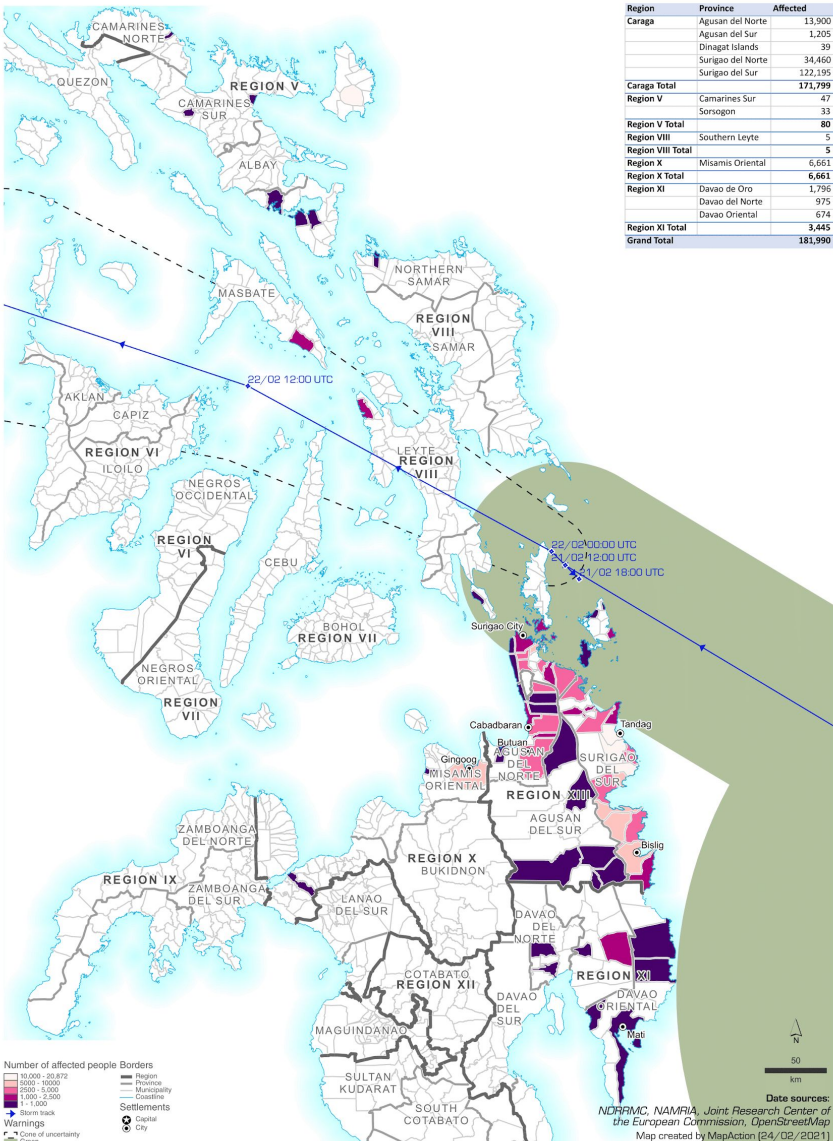 Region Province Affected
Caraga Agusan del Norte 13,900
Agusan del Sur 1,205
Dinagat Islands 39
Surigao del Norte 34,460
Surigao del Sur 122,195
Caraga Total 171,799
Region V Camarines Sur 47
Sorsogon 33
Region V Total 80
Region VIII Southern Leyte 5
Region VIII Total 5
Region X Misamis Oriental 6,661
Region X Total 6,661
Region XI Davao de Oro 1,796
Davao del Norte 975
Davao Oriental 674
Region XI Total 3,445
Grand Total 181,990
CAMARINES
NORTE
QUEZON
REGION V
CAMARINES
SUR
ALBAY
MASBATE
NORTHERN
SAMAR
REGION
VIII
SAMAR
22/02 12:00 UTC
AKLAN
CAPIZ
REGION VI
ILOILO
LEYTE
REGION
VIII
NEGROS
OCCIDENTAL
REGION
VI
CEBU
22/02 00:00 UTC
21/02 12:00 UTC
21/02 18:00 UTC
BOHOL
REGION VII
Surigao City
NEGROS
ORIENTAL
REGION
VII
Cabadbaran
Tandag
Butuan
AGUSAN
DEL
NORTE
Gingoog
MISAMIS
ORIENTAL
SURIGAO
DEL
SUR
REGION XIII
AGUSAN
DEL SUR
ZAMBOANGA
DEL NORTE
Bislig
REGION X
BUKIDNON
REGION IX
ZAMBOANGA
DEL SUR
LANAO
DEL SUR
DAVAO
DEL
NORTE
COTABATO
REGION XII
REGION XI
DAVAO
DEL
SUR
DAVAO
ORIENTAL
MAGUINDANAO
Mati
SULTAN
KUDARAT
SOUTH
COTABATO
N
50
km
Number of affected people
10,000 - 20,872
5000 - 10000
2500 - 5,000
1,000 - 2,500
1 - 1,000
Storm track
Warnings
Cone of uncertainty
Green
Borders
Region
Province
Municipality
Coastline
Settlements
Capital
City
Date sources:
NDRRMC, NAMRIA, Joint Research Center of
the European Commission, OpenStreetMap
Map created by MapAction (24/02/2021)